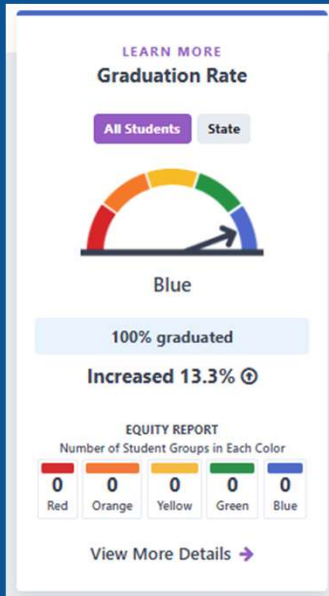 LEARN MORE
Graduation Rate
All Students State
Blue
100% graduated
Increased 13.3%
EQUITY REPORT
Number of Student Groups in Each Color
0 0 0 0 0
Red Orange Yellow Green Blue
View More Details